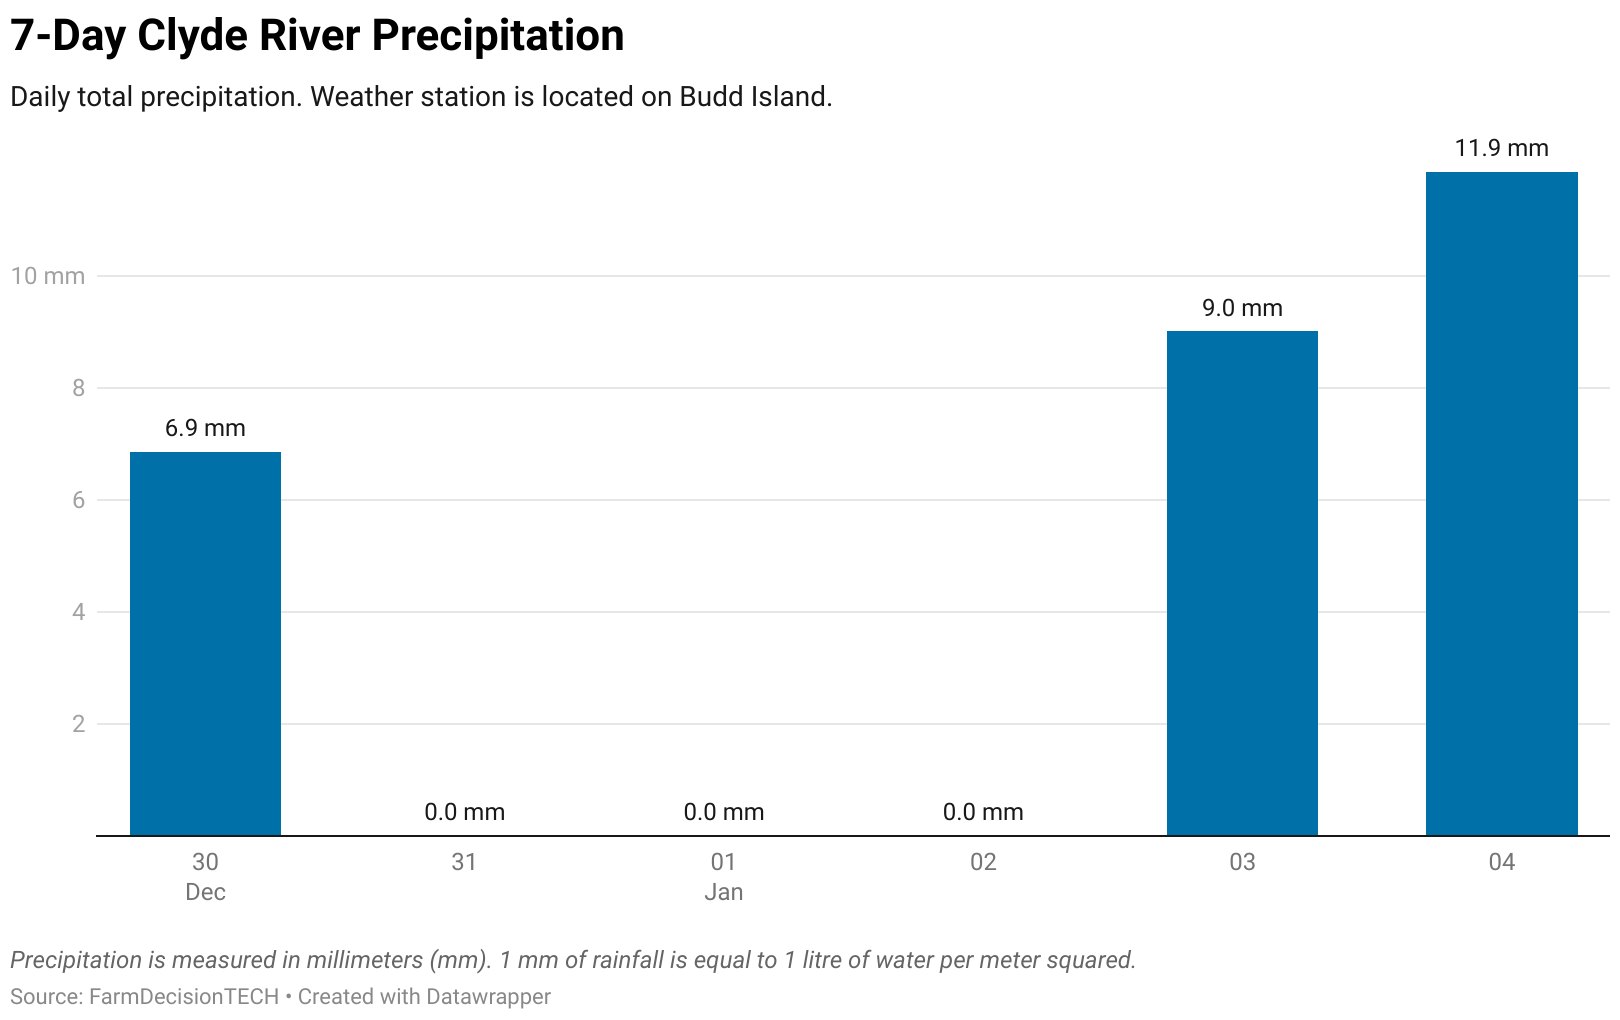 7-Day Clyde River Precipitation
Daily total precipitation. Weather station is located on Budd Island.
11.9 mm
10 mm
9.0 mm
8
6.9 mm
6
4
2
0.0 mm 0.0 mm 0.0 mm
30 31 01 02 03 04
Dec Jan
Precipitation is measured in millimeters (mm). 1 mm of rainfall is equal to 1 litre of water per meter squared.
Source: FarmDecisionTECH • Created with Datawrapper